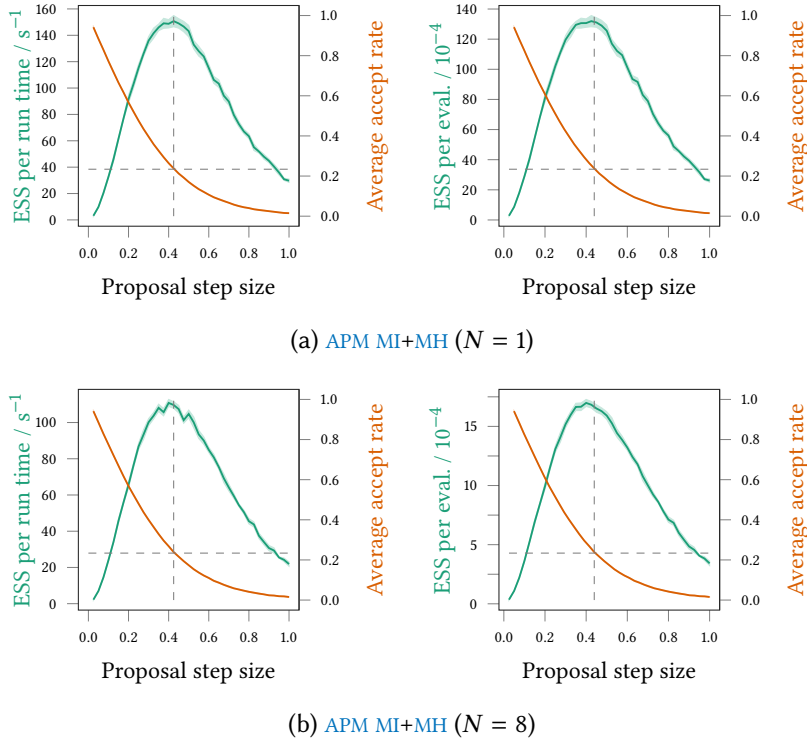 ESS per run time / s⁻¹
160
140
120
100
80
60
40
20
0
1.0
0.8
0.6
0.4
0.2
0.0
Average accept rate
0.0 0.2 0.4 0.6 0.8 1.0
Proposal step size
ESS per eval. / 10⁻⁴
140
120
100
80
60
40
20
0
1.0
0.8
0.6
0.4
0.2
0.0
Average accept rate
0.0 0.2 0.4 0.6 0.8 1.0
Proposal step size
(a) APM MI+MH (N = 1)
ESS per run time / s⁻¹
100
80
60
40
20
0
1.0
0.8
0.6
0.4
0.2
0.0
Average accept rate
0.0 0.2 0.4 0.6 0.8 1.0
Proposal step size
ESS per eval. / 10⁻⁴
15
10
5
0
1.0
0.8
0.6
0.4
0.2
0.0
Average accept rate
0.0 0.2 0.4 0.6 0.8 1.0
Proposal step size
(b) APM MI+MH (N = 8)